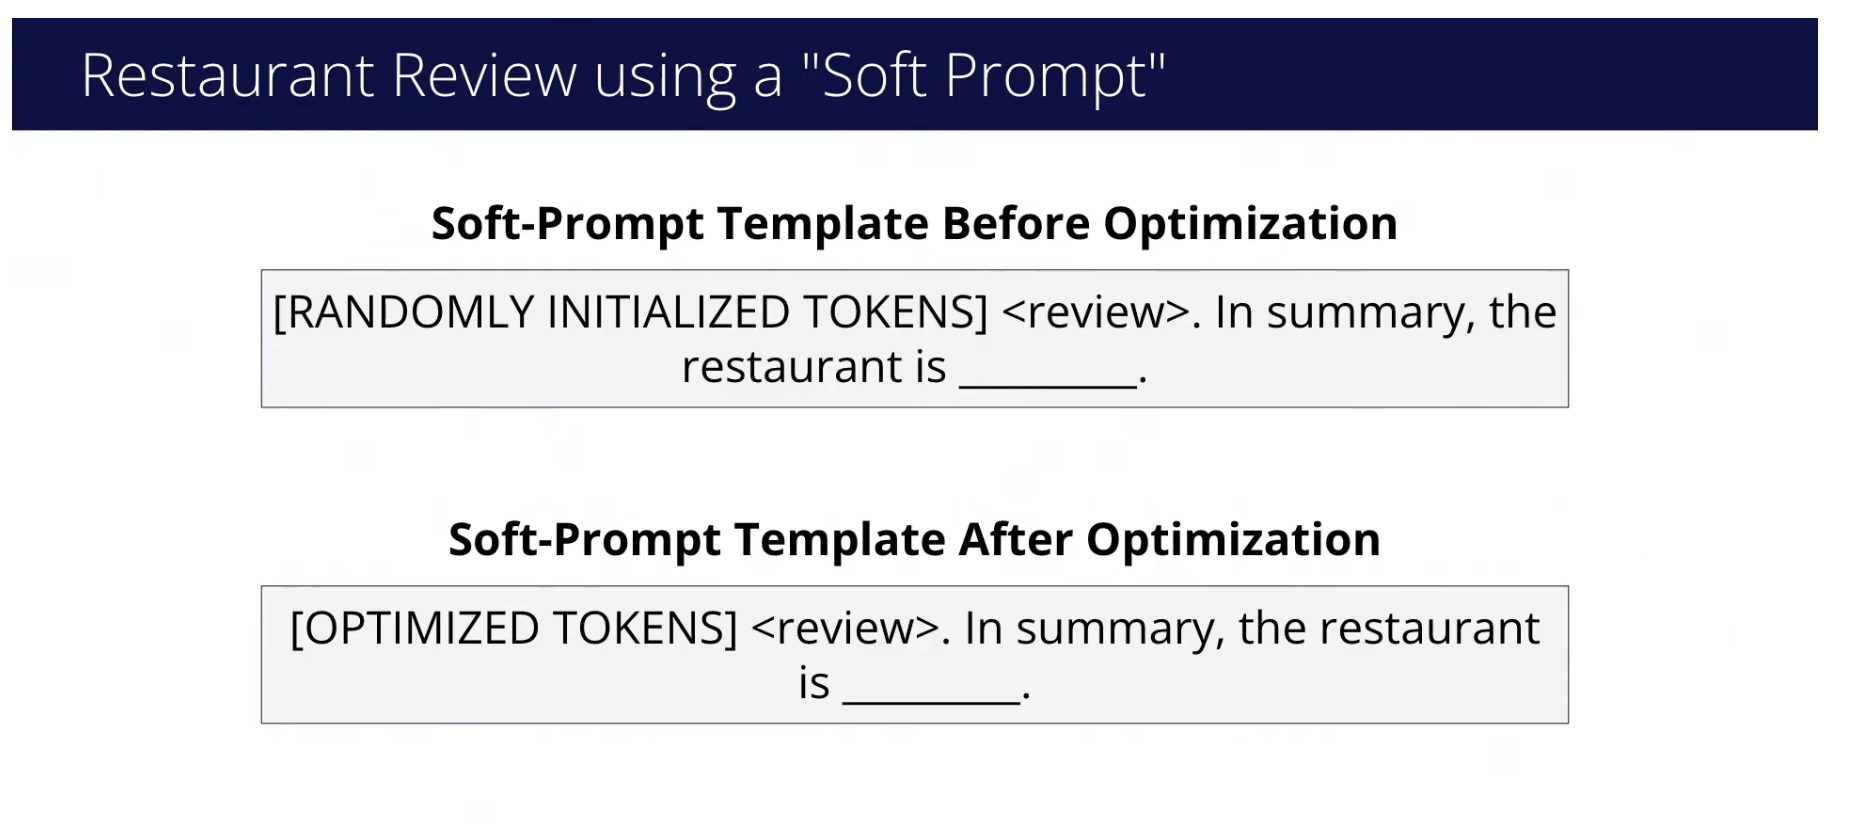 Restaurant Review using a "Soft Prompt"
Soft-Prompt Template Before Optimization
[RANDOMLY INITIALIZED TOKENS] <review>. In summary, the
restaurant is ________.
Soft-Prompt Template After Optimization
[OPTIMIZED TOKENS] <review>. In summary, the restaurant
is ________.